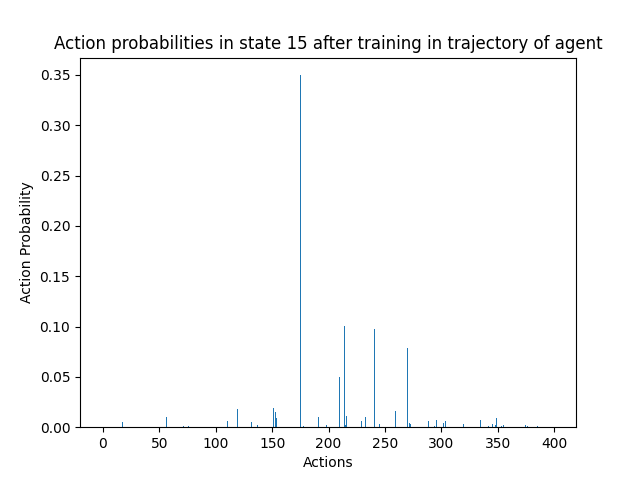 Action probabilities in state 15 after training in trajectory of agent
0.35
0.30
0.25
0.20
0.15
0.10
0.05
0.00
Action Probability
0 50 100 150 200 250 300 350 400
Actions